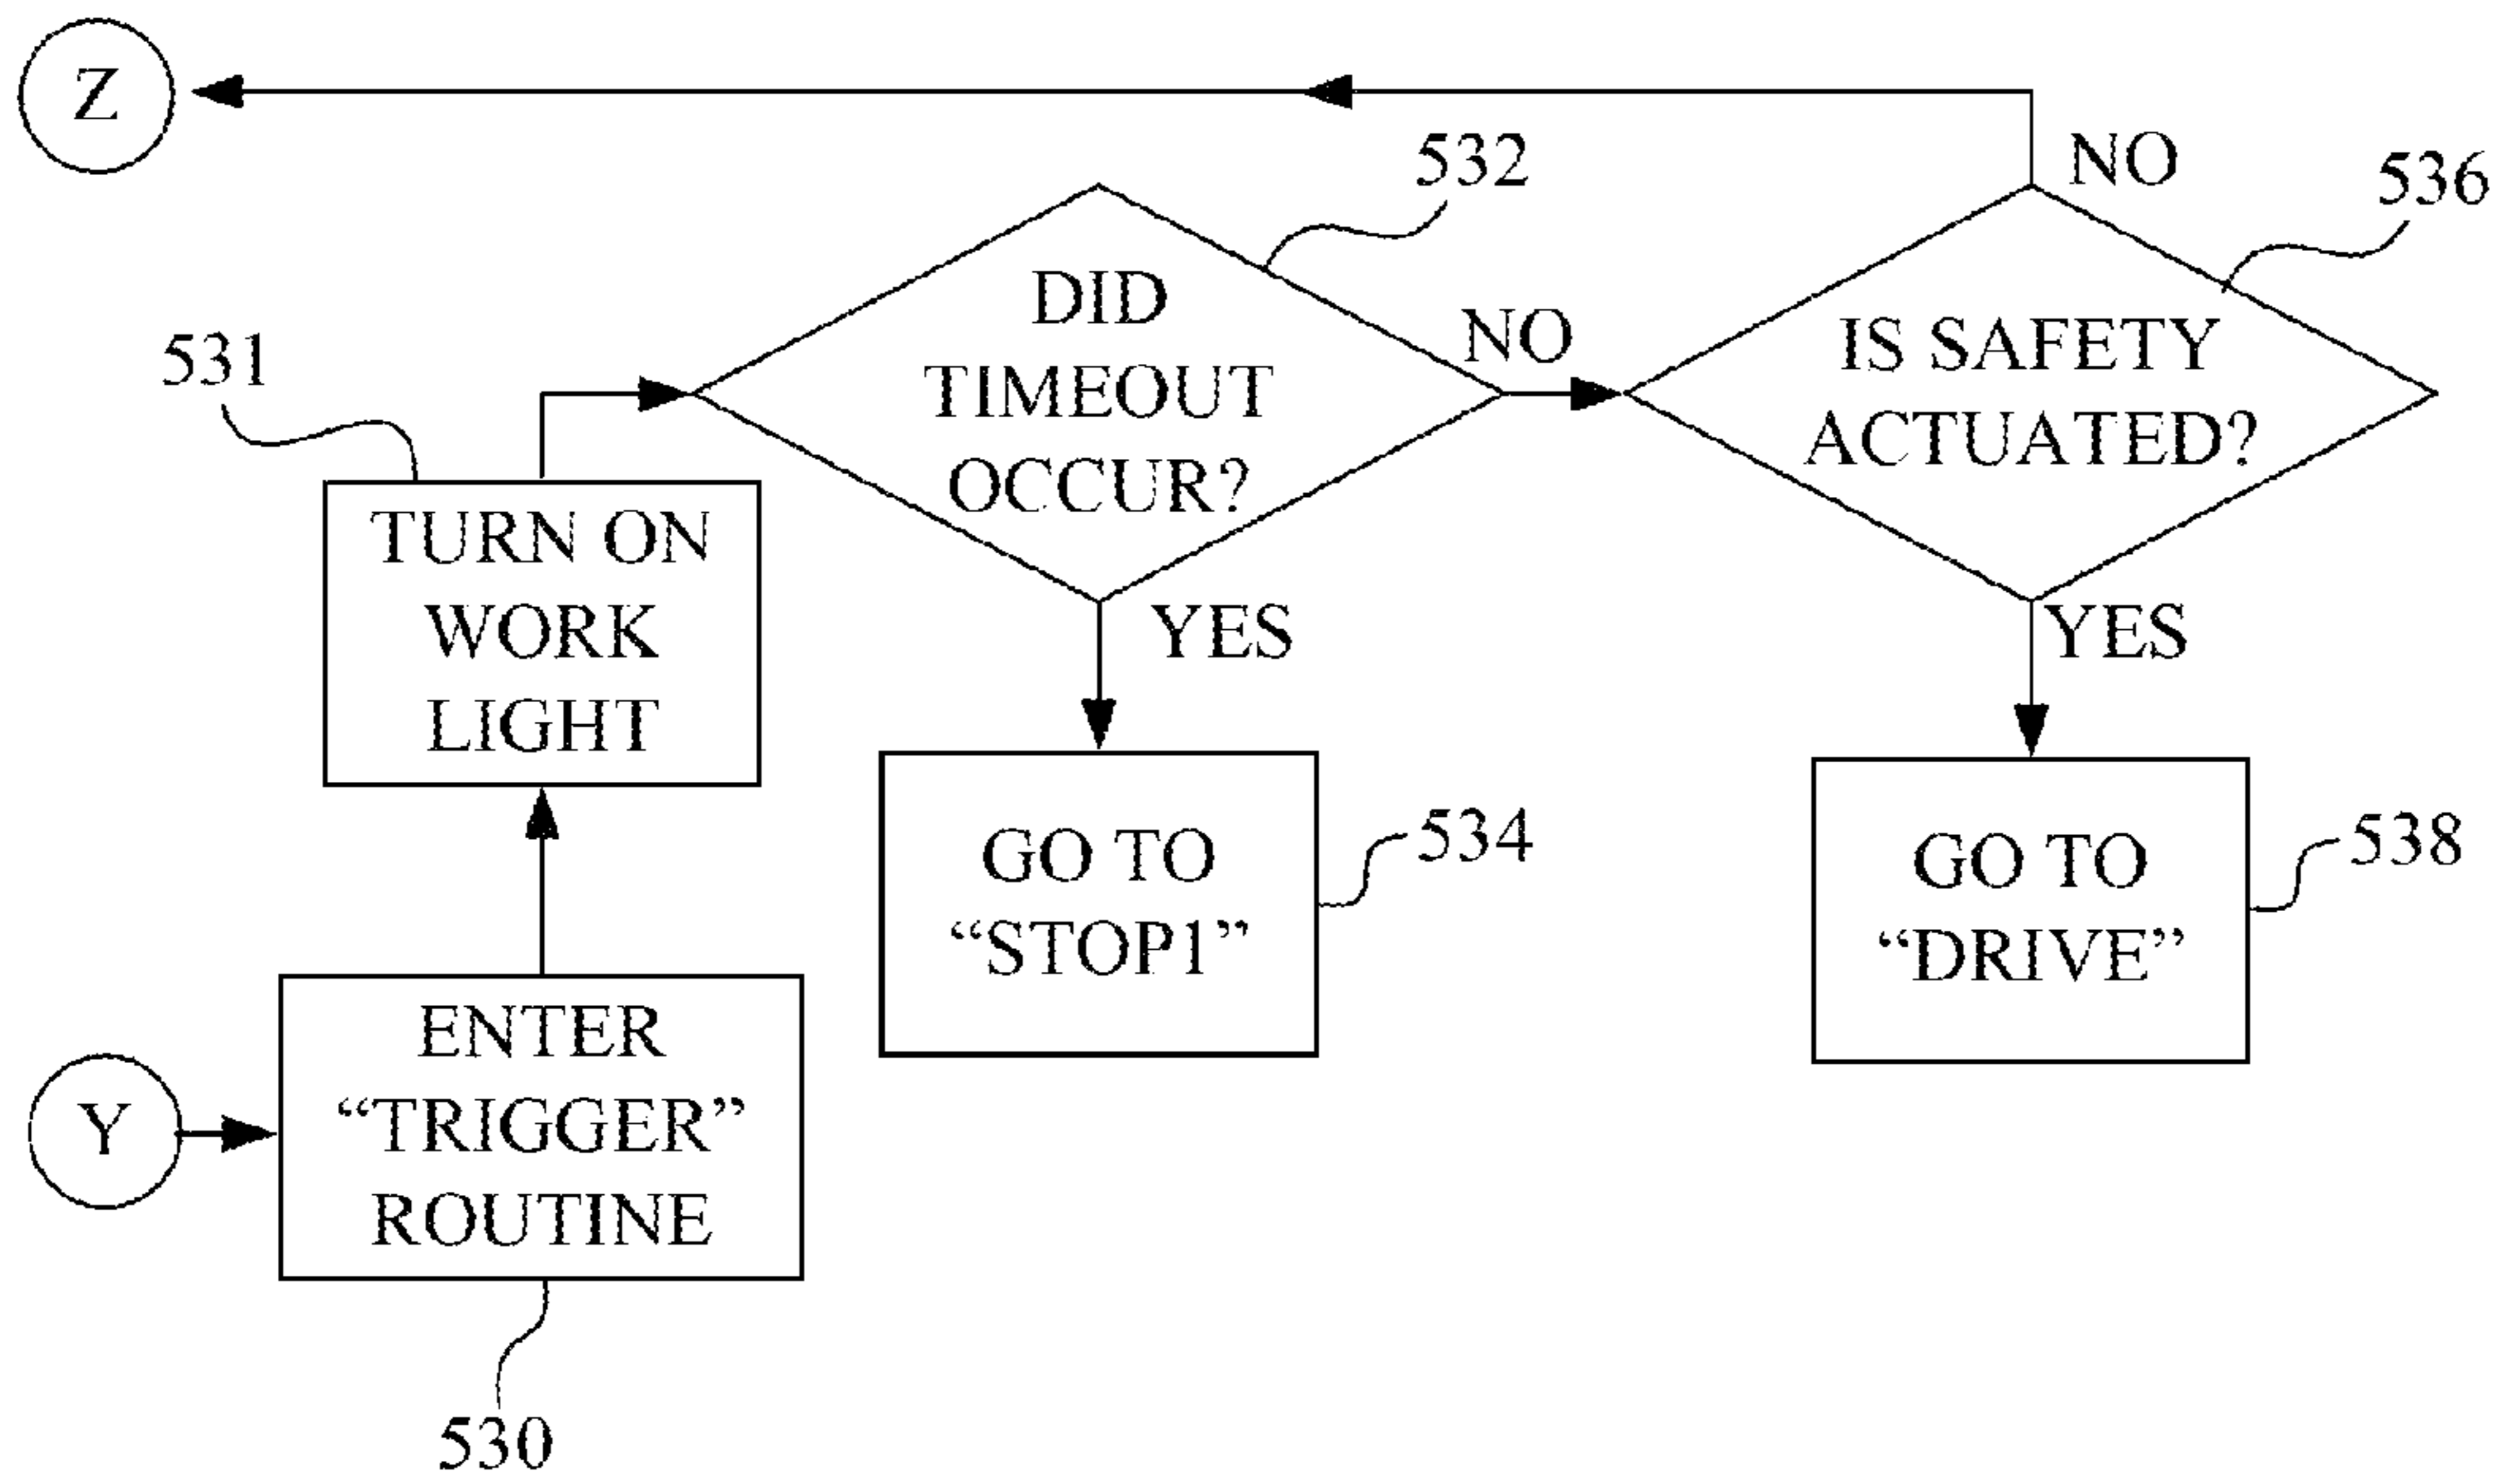 Z
532
NO
536
DID
TIMEOUT
OCCUR?
NO
IS SAFETY
ACTUATED?
531
TURN ON
WORK
LIGHT
YES
YES
GO TO
“STOP1”
534
GO TO
“DRIVE”
538
Y
ENTER
“TRIGGER”
ROUTINE
530